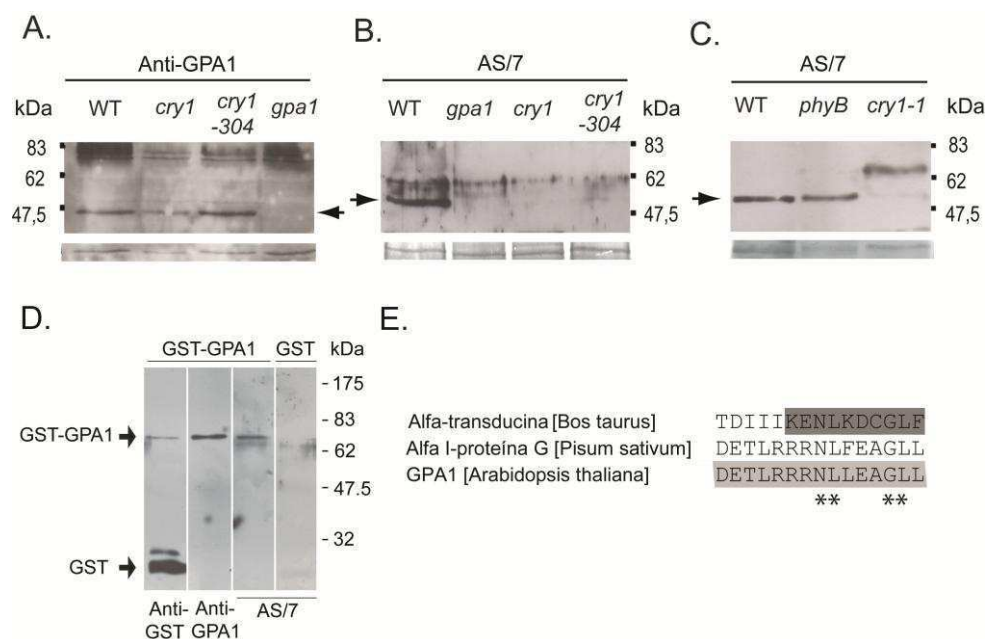 A.
Anti-GPA1
kDa WT cry1 cry1 -304 gpa1
83
62
47,5
B.
AS/7
WT gpa1 cry1 cry1 -304 kDa
83
62
47,5
C.
AS/7
WT phyB cry1-1 kDa
83
62
47,5
D.
GST-GPA1 GST kDa
- 175
- 83
GST-GPA1
- 62
- 47.5
- 32
GST
Anti-GST Anti-GPA1 AS/7
E.
Alfa-transducina [Bos taurus] TDIIIKENLKDCGLF
Alfa I-proteína G [Pisum sativum] DETLRRRNLFEAGLL
GPA1 [Arabidopsis thaliana] DETLRRRNLLEAGLL
** **